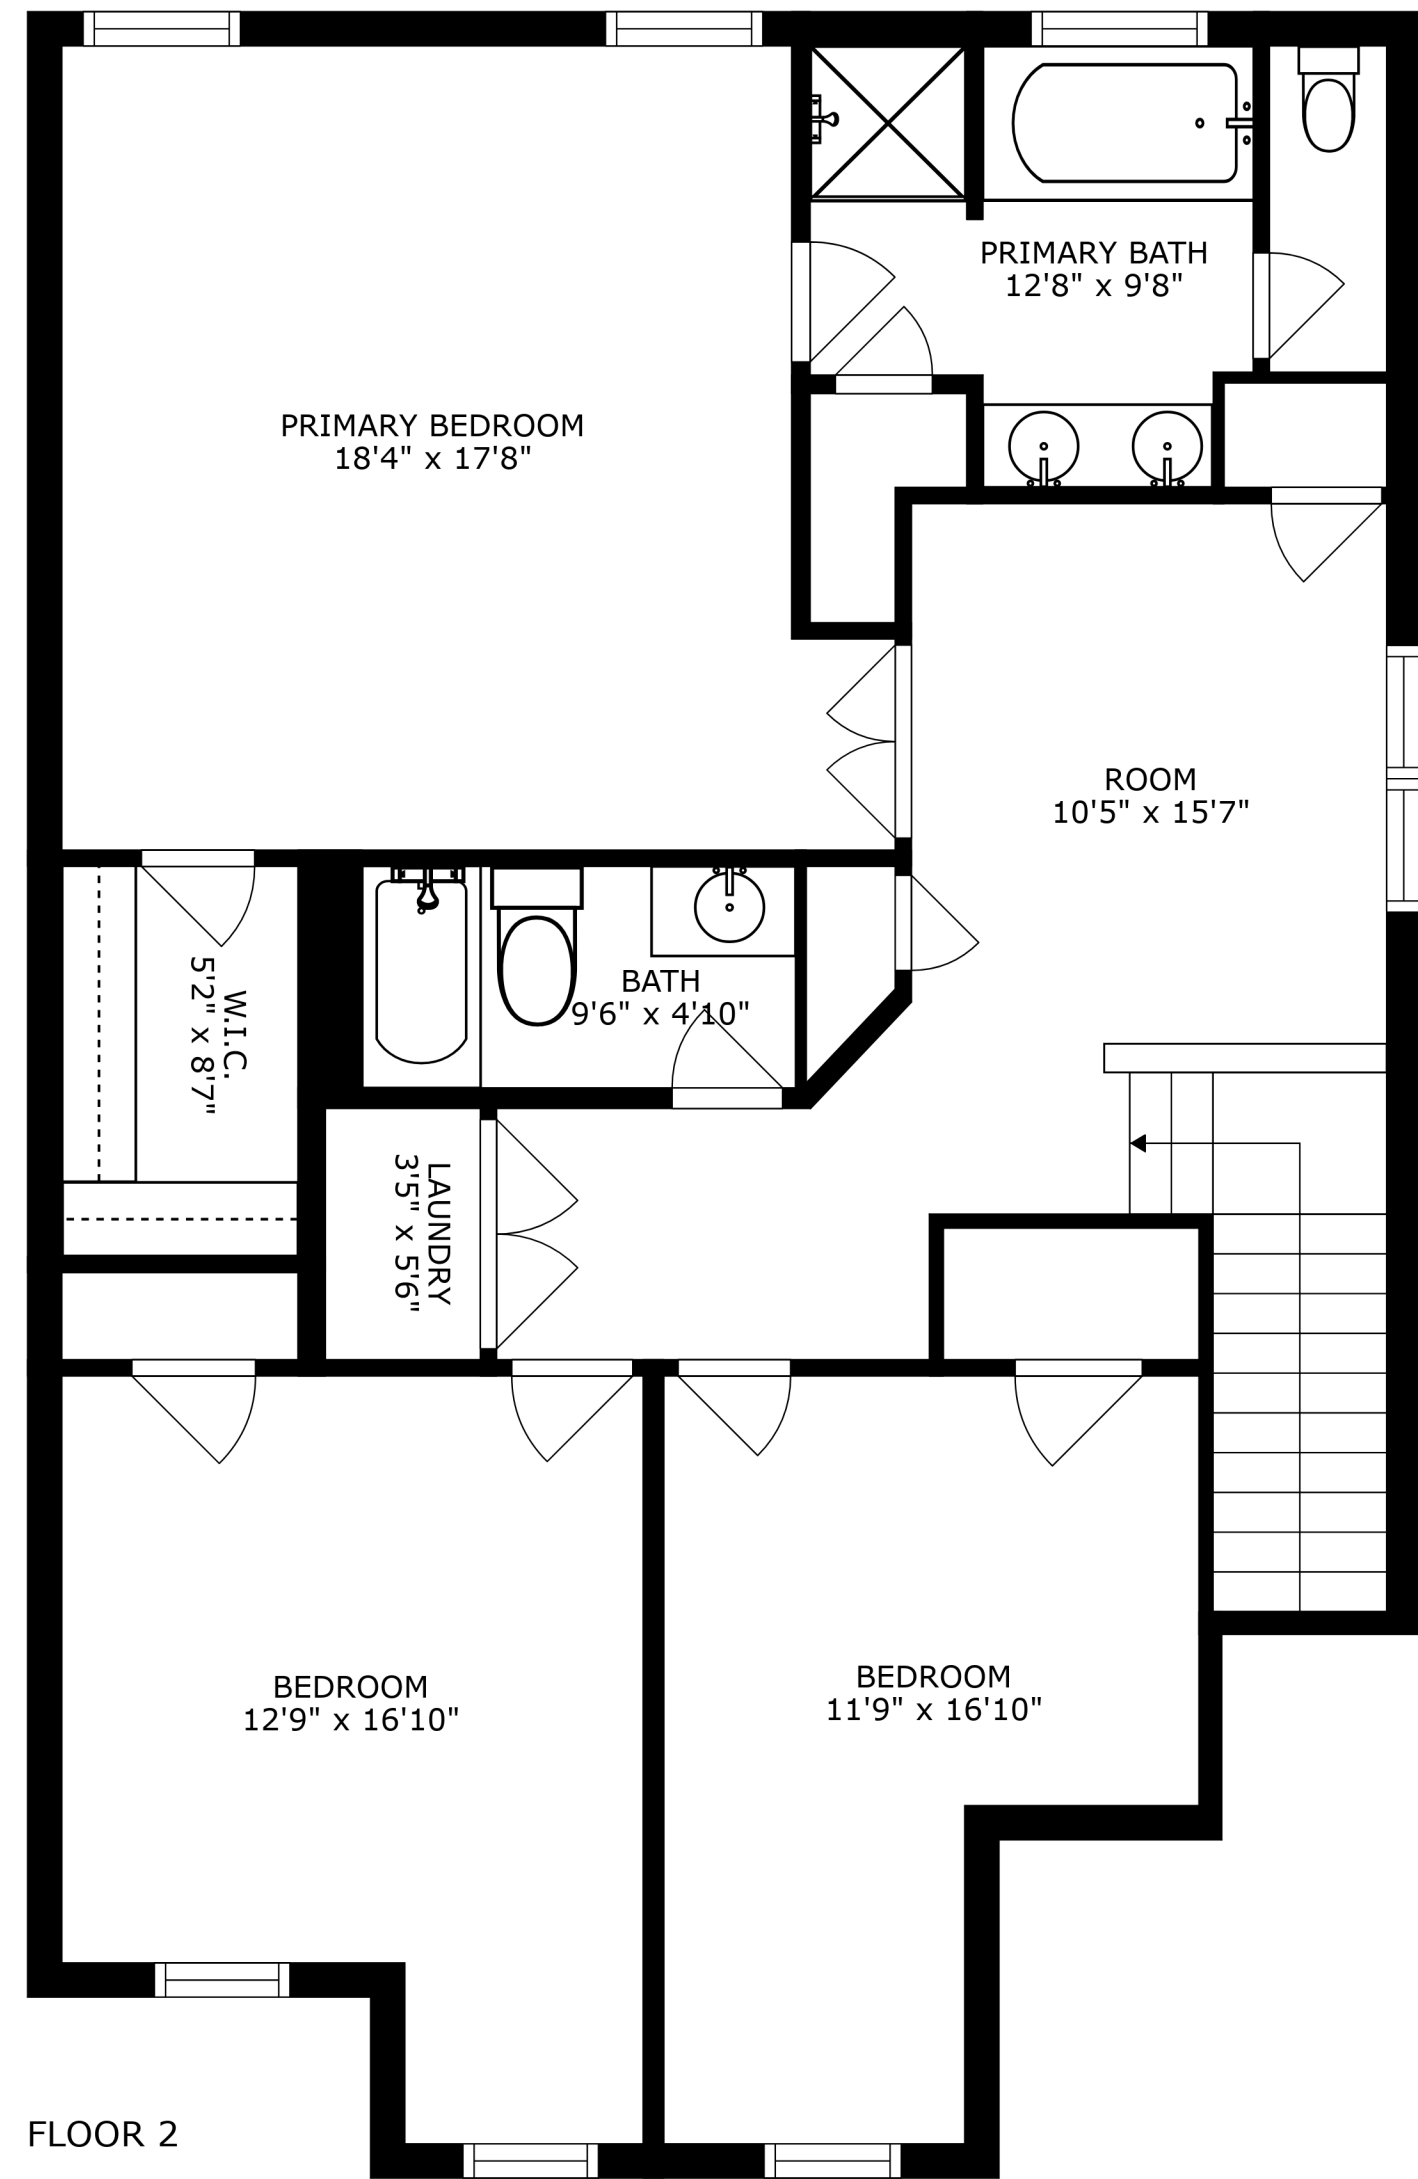 PRIMARY BATH
12'8" x 9'8"
PRIMARY BEDROOM
18'4" x 17'8"
ROOM
10'5" x 15'7"
W.I.C.
5'2" x 8'7"
BATH
9'6" x 4'10"
LAUNDRY
3'5" x 5'6"
BEDROOM
12'9" x 16'10"
BEDROOM
11'9" x 16'10"
FLOOR 2